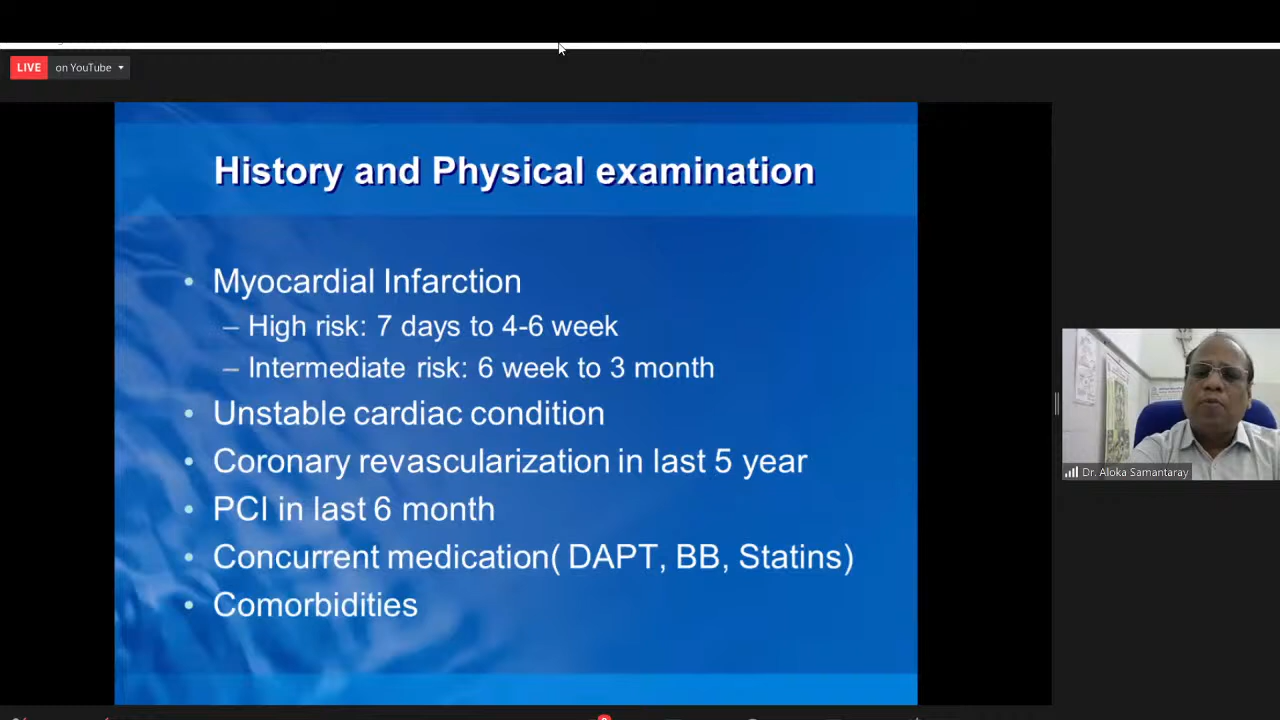 LIVE on YouTube
History and Physical examination
• Myocardial Infarction
– High risk: 7 days to 4-6 week
– Intermediate risk: 6 week to 3 month
• Unstable cardiac condition
• Coronary revascularization in last 5 year
• PCI in last 6 month
• Concurrent medication( DAPT, BB, Statins)
• Comorbidities
Dr. Aloka Samantaray